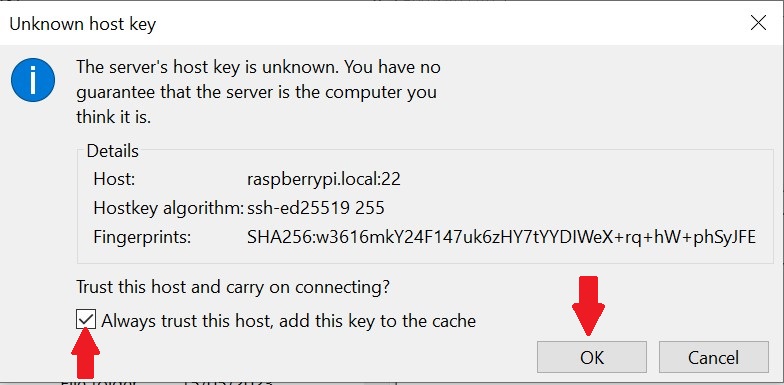 Unknown host key
The server's host key is unknown. You have no
guarantee that the server is the computer you
think it is.
Details
Host: raspberrypi.local:22
Hostkey algorithm: ssh-ed25519 255
Fingerprints: SHA256:w3616mkY24F147uk6zHY7tYYDIWeX+rq+hW+phSyJFE
Trust this host and carry on connecting?
Always trust this host, add this key to the cache
OK Cancel